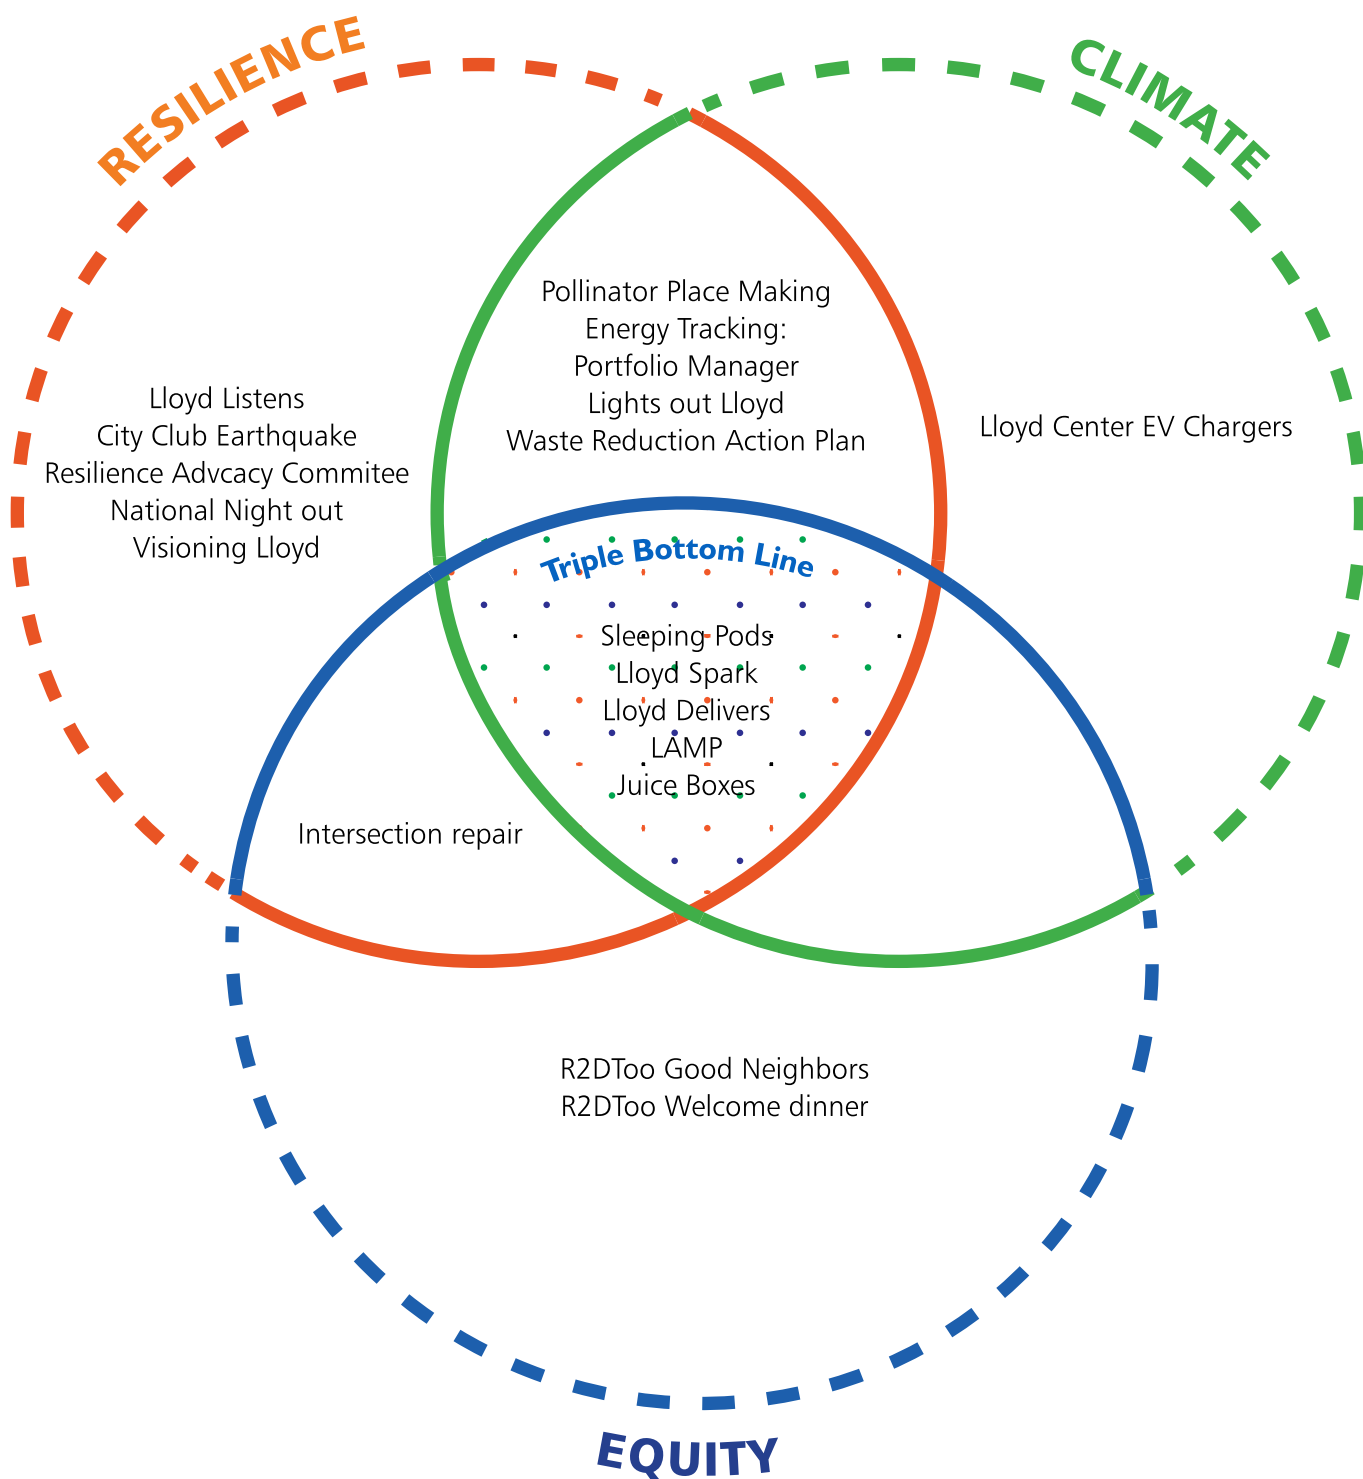 RESILIENCE
CLIMATE
Pollinator Place Making
Energy Tracking:
Portfolio Manager
Lights out Lloyd
Waste Reduction Action Plan
Lloyd Listens
City Club Earthquake
Resilience Advcacy Commitee
National Night out
Visioning Lloyd
Lloyd Center EV Chargers
Triple Bottom Line
Sleeping Pods
Lloyd Spark
Lloyd Delivers
LAMP
Juice Boxes
Intersection repair
R2DToo Good Neighbors
R2DToo Welcome dinner
EQUITY